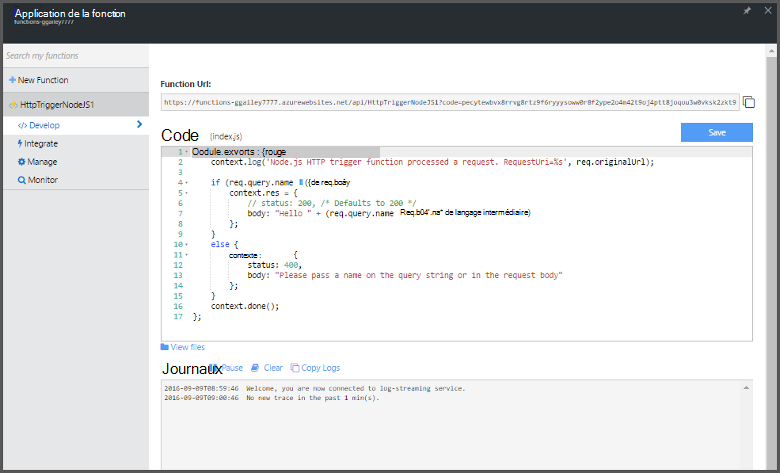 Application de la fonction
functions-ggailey7777
Search my functions
New Function
HttpTriggerNodeJS1
</> Develop
Integrate
Manage
Monitor
Function Url:
https://functions-ggailey7777.azurewebsites.net/api/HttpTriggerNodeJS1?code=pecytewbvx8rrvg8rtz9f6ryyysoww0r8f2ype2o4m42t9oj4ptt8joqou3w0vksk2zkt9
Code (index.js)
Save
1 Oodule.exvorts : {rouge
2 context.log('Node.js HTTP trigger function processed a request. RequestUri=%s', req.originalUrl);
3
4 if (req.query.name II ({de req.boáy
5 context.res = {
6 // status: 200, /* Defaults to 200 */
7 body: "Hello " + (req.query.name Req.b04'.na* de langage intermédiaire)
8 };
9 }
10 else {
11 contexte : {
12 status: 400,
13 body: "Please pass a name on the query string or in the request body"
14 };
15 }
16 context.done();
17 };
View files
Journaux Pause Clear Copy Logs
2016-09-09T08:59:46 Welcome, you are now connected to log-streaming service.
2016-09-09T09:00:46 No new trace in the past 1 min(s).